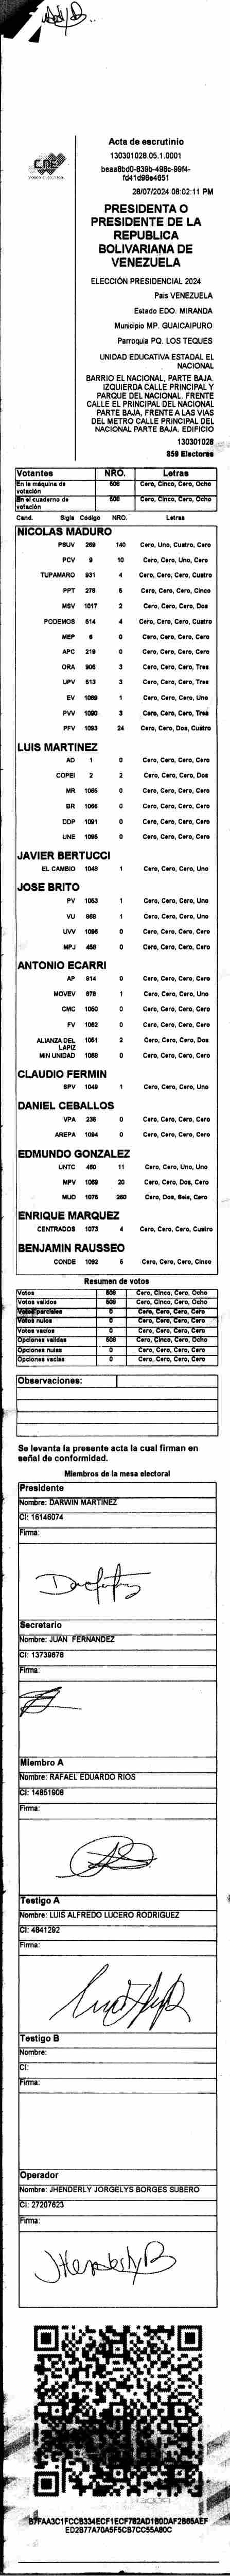 CNE
Acta de escrutinio
130301028.05.1.0001
beaa8bd0-839b-498c-99f4-
fd41d98e4651
28/07/2024 08:02:11 PM
PRESIDENTA O
PRESIDENTE DE LA
REPUBLICA
BOLIVARIANA DE
VENEZUELA
ELECCIÓN PRESIDENCIAL 2024
País VENEZUELA
Estado EDO. MIRANDA
Municipio MP. GUAICAIPURO
Parroquia PQ. LOS TEQUES
UNIDAD EDUCATIVA ESTADAL EL
NACIONAL
BARRIO EL NACIONAL, PARTE BAJA.
IZQUIERDA CALLE PRINCIPAL Y
PARQUE DEL NACIONAL. FRENTE
CALLE EL PRINCIPAL DEL NACIONAL
PARTE BAJA, FRENTE A LAS VIAS
DEL METRO CALLE PRINCIPAL DEL
NACIONAL PARTE BAJA. EDIFICIO
130301028
859 Electores
Votantes NRO. Letras
En la máquina de votación 508 Cero, Cinco, Cero, Ocho
En el cuaderno de votación 508 Cero, Cinco, Cero, Ocho
Cand. Sigla Código NRO. Letras
NICOLAS MADURO
PSUV 269 140 Cero, Uno, Cuatro, Cero
PCV 9 10 Cero, Cero, Uno, Cero
TUPAMARO 931 4 Cero, Cero, Cero, Cuatro
PPT 276 5 Cero, Cero, Cero, Cinco
MSV 1017 2 Cero, Cero, Cero, Dos
PODEMOS 514 4 Cero, Cero, Cero, Cuatro
MEP 6 0 Cero, Cero, Cero, Cero
APC 219 0 Cero, Cero, Cero, Cero
ORA 906 3 Cero, Cero, Cero, Tres
UPV 513 3 Cero, Cero, Cero, Tres
EV 1089 1 Cero, Cero, Cero, Uno
PVV 1090 3 Cero, Cero, Cero, Tres
PFV 1093 24 Cero, Cero, Dos, Cuatro
LUIS MARTINEZ
AD 1 0 Cero, Cero, Cero, Cero
COPEI 2 2 Cero, Cero, Cero, Dos
MR 1065 0 Cero, Cero, Cero, Cero
BR 1066 0 Cero, Cero, Cero, Cero
DDP 1091 0 Cero, Cero, Cero, Cero
UNE 1095 0 Cero, Cero, Cero, Cero
JAVIER BERTUCCI
EL CAMBIO 1048 1 Cero, Cero, Cero, Uno
JOSE BRITO
PV 1053 1 Cero, Cero, Cero, Uno
VU 868 1 Cero, Cero, Cero, Uno
UVV 1096 0 Cero, Cero, Cero, Cero
MPJ 458 0 Cero, Cero, Cero, Cero
ANTONIO ECARRI
AP 814 0 Cero, Cero, Cero, Cero
MOVEV 978 1 Cero, Cero, Cero, Uno
CMC 1050 0 Cero, Cero, Cero, Cero
FV 1062 0 Cero, Cero, Cero, Cero
ALIANZA DEL LAPIZ 1051 2 Cero, Cero, Cero, Dos
MIN UNIDAD 1068 0 Cero, Cero, Cero, Cero
CLAUDIO FERMIN
SPV 1049 1 Cero, Cero, Cero, Uno
DANIEL CEBALLOS
VPA 236 0 Cero, Cero, Cero, Cero
AREPA 1094 0 Cero, Cero, Cero, Cero
EDMUNDO GONZALEZ
UNTC 460 11 Cero, Cero, Uno, Uno
MPV 1069 20 Cero, Cero, Dos, Cero
MUD 1076 260 Cero, Dos, Seis, Cero
ENRIQUE MARQUEZ
CENTRADOS 1073 4 Cero, Cero, Cero, Cuatro
BENJAMIN RAUSSEO
CONDE 1092 5 Cero, Cero, Cero, Cinco
Resumen de votos
Votos 508 Cero, Cinco, Cero, Ocho
Votos válidos 508 Cero, Cinco, Cero, Ocho
Votos parciales 0 Cero, Cero, Cero, Cero
Votos nulos 0 Cero, Cero, Cero, Cero
Votos vacíos 0 Cero, Cero, Cero, Cero
Opciones válidas 508 Cero, Cinco, Cero, Ocho
Opciones nulas 0 Cero, Cero, Cero, Cero
Opciones vacías 0 Cero, Cero, Cero, Cero
Observaciones:
Se levanta la presente acta la cual firman en
señal de conformidad.
Miembros de la mesa electoral
Presidente
Nombre: DARWIN MARTINEZ
CI: 16146074
Firma:
Secretario
Nombre: JUAN FERNANDEZ
CI: 13739678
Firma:
Miembro A
Nombre: RAFAEL EDUARDO RIOS
CI: 14851908
Firma:
Testigo A
Nombre: LUIS ALFREDO LUCERO RODRIGUEZ
CI: 4841292
Firma:
Testigo B
Nombre:
CI:
Firma:
Operador
Nombre: JHENDERLY JORGELYS BORGES SUBERO
CI: 27207623
Firma:
JHenderly B
B7FAA3C1FCCB334ECF1ECF782AD1B0DAF2B65AEF
ED2B77A70A5F5CB7CC55A80C